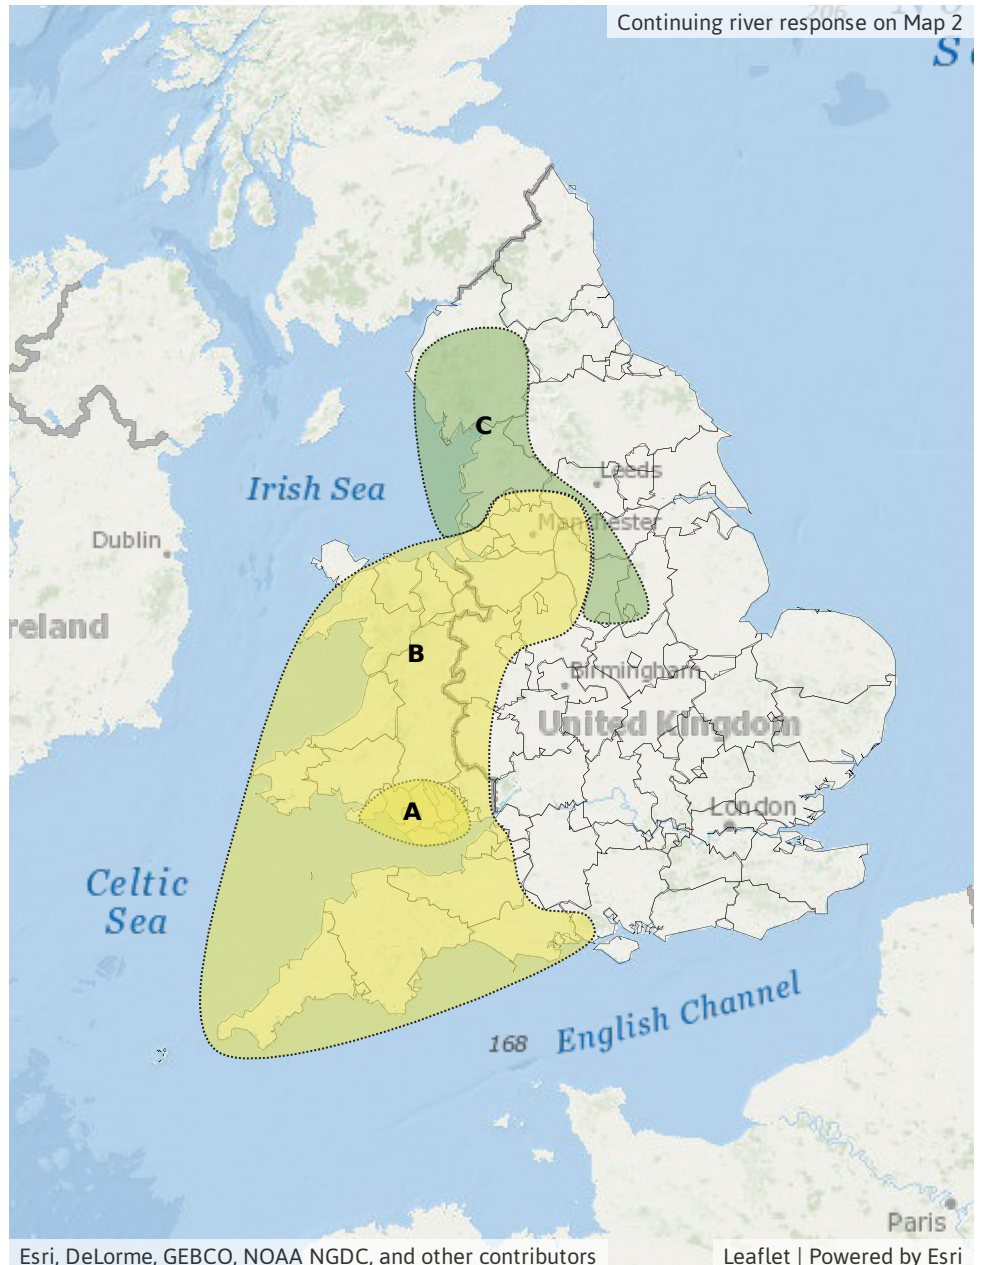 Continuing river response on Map 2
206
C
Leeds
Irish Sea
Manchester
Dublin
reland
B
Birmingham
United Kingdom
London
A
Celtic
Sea
English Channel
168
Paris
Esri, DeLorme, GEBCO, NOAA NGDC, and other contributors
Leaflet | Powered by Esri